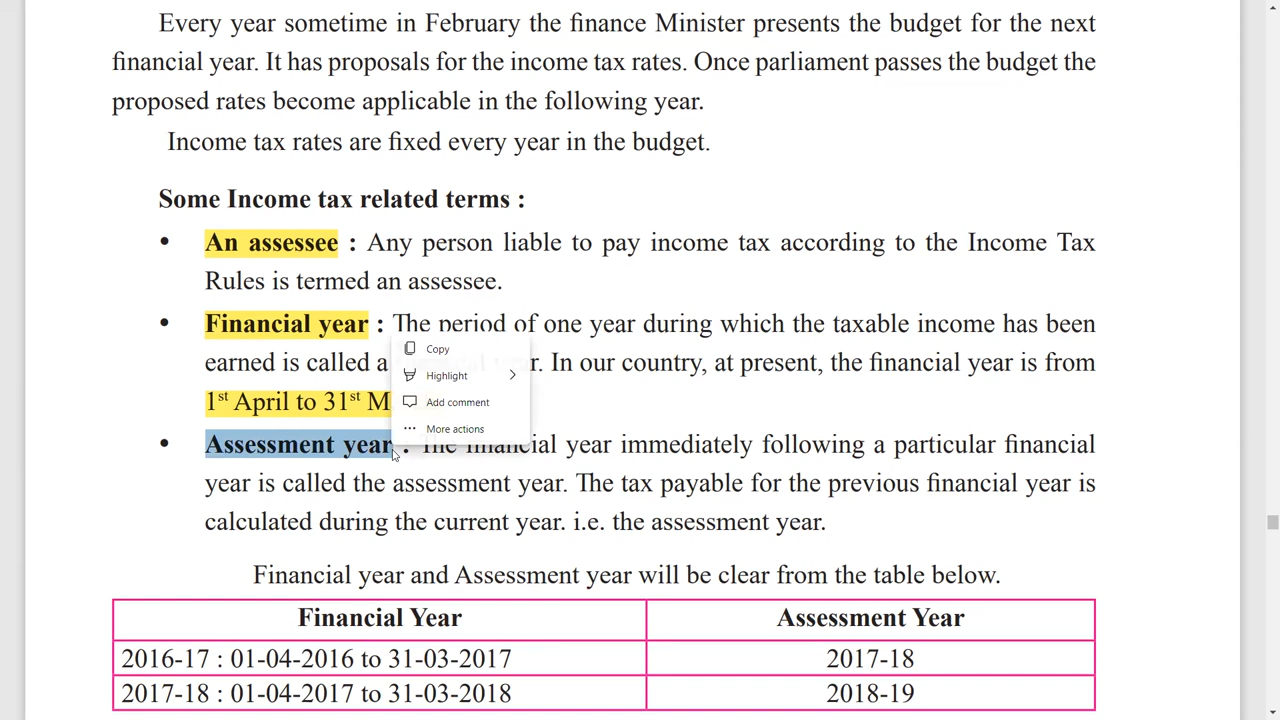 Every year sometime in February the finance Minister presents the budget for the next
financial year. It has proposals for the income tax rates. Once parliament passes the budget the
proposed rates become applicable in the following year.
Income tax rates are fixed every year in the budget.
Some Income tax related terms :
• An assessee : Any person liable to pay income tax according to the Income Tax
Rules is termed an assessee.
• Financial year : The period of one year during which the taxable income has been
earned is called a r. In our country, at present, the financial year is from
1st April to 31st M
Copy
Highlight
Add comment
More actions
• Assessment year : The financial year immediately following a particular financial
year is called the assessment year. The tax payable for the previous financial year is
calculated during the current year. i.e. the assessment year.
Financial year and Assessment year will be clear from the table below.
Financial Year Assessment Year
2016-17 : 01-04-2016 to 31-03-2017 2017-18
2017-18 : 01-04-2017 to 31-03-2018 2018-19